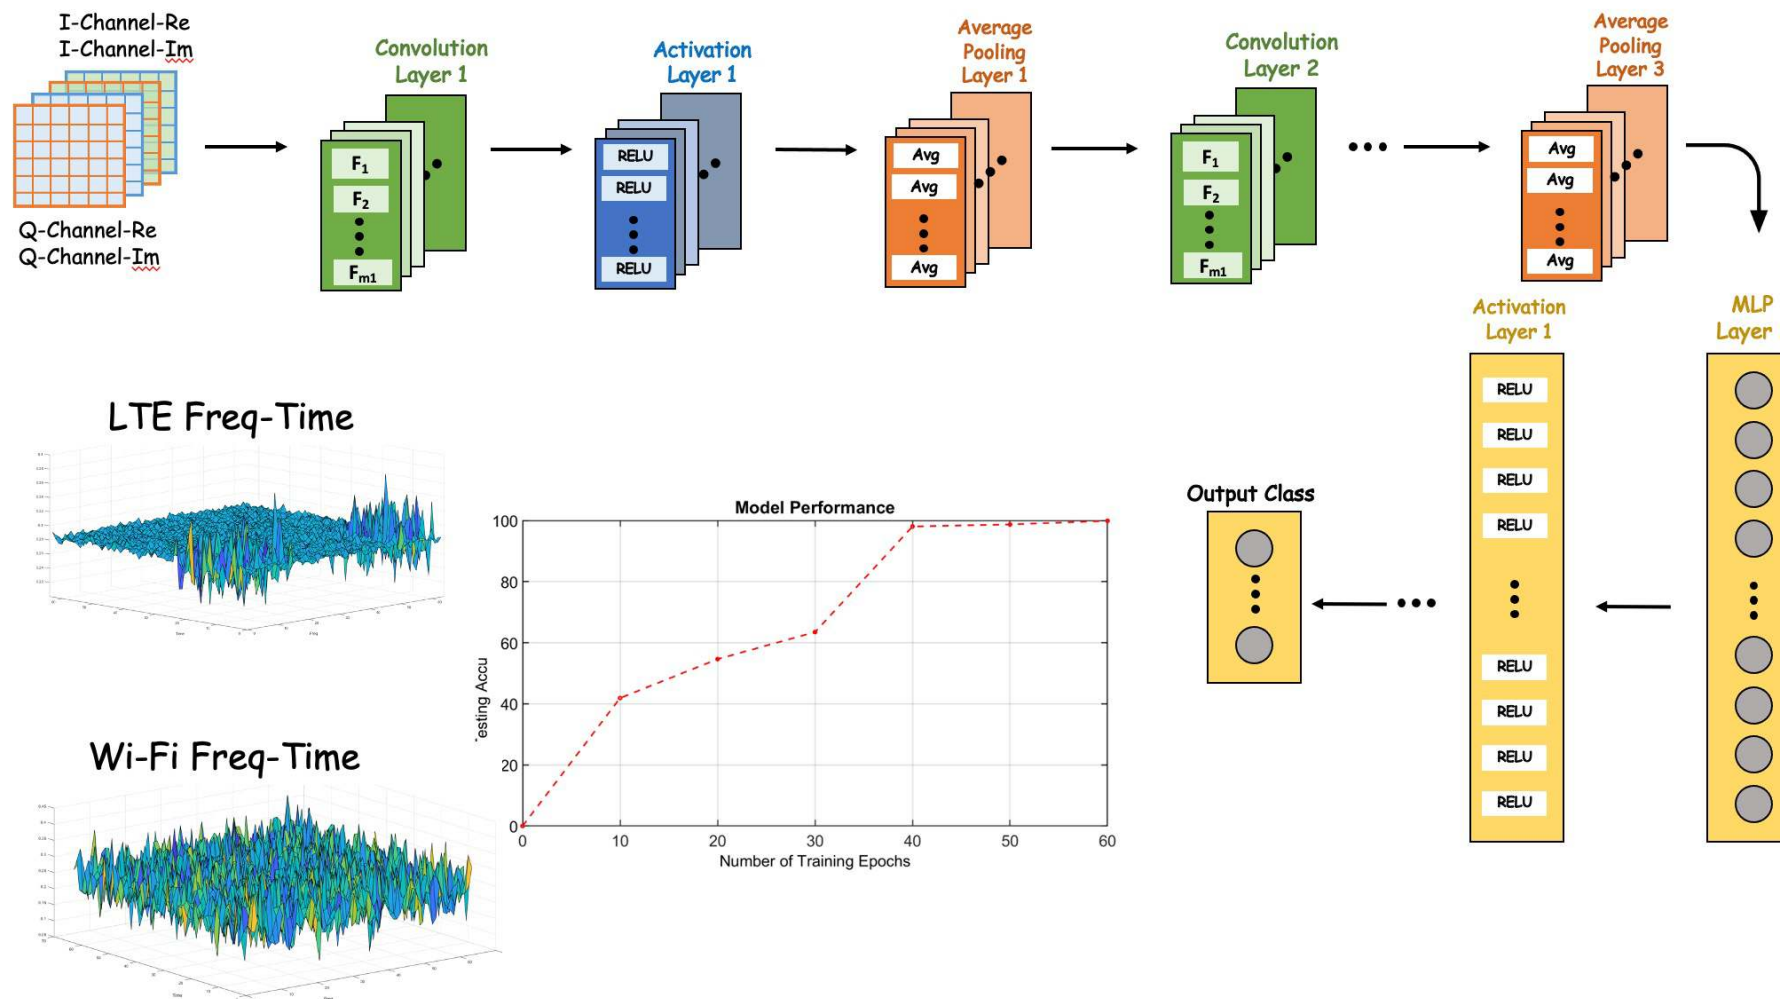 I-Channel-Re
I-Channel-Im
Q-Channel-Re
Q-Channel-Im
Convolution
Layer 1
F1
F2
Fm1
Activation
Layer 1
RELU
RELU
RELU
Average
Pooling
Layer 1
Avg
Avg
Avg
Convolution
Layer 2
F1
F2
Fm1
Average
Pooling
Layer 3
Avg
Avg
Avg
MLP
Layer
Activation
Layer 1
RELU
RELU
RELU
RELU
RELU
RELU
RELU
RELU
Output Class
LTE Freq-Time
Time
Freq
Wi-Fi Freq-Time
Time
Model Performance
esting Accu
100
80
60
40
20
0
0 10 20 30 40 50 60
Number of Training Epochs